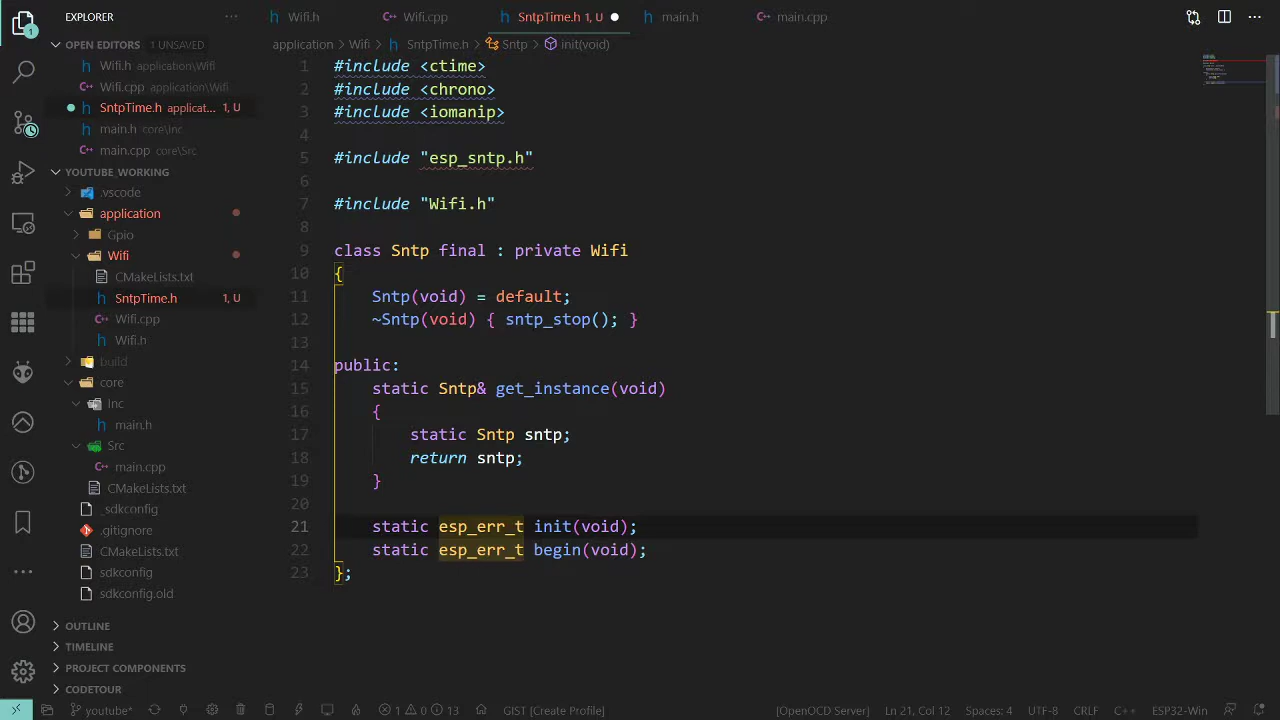 EXPLORER
Wifi.h
Wifi.cpp
SntpTime.h 1, U
main.h
main.cpp
OPEN EDITORS 1 UNSAVED
Wifi.h application\Wifi
Wifi.cpp application\Wifi
SntpTime.h applicat... 1, U
main.h core\Inc
main.cpp core\Src
YOUTUBE_WORKING
.vscode
application
Gpio
Wifi
CMakeLists.txt
SntpTime.h 1, U
Wifi.cpp
Wifi.h
build
core
Inc
main.h
Src
main.cpp
CMakeLists.txt
_sdkconfig
.gitignore
CMakeLists.txt
sdkconfig
sdkconfig.old
OUTLINE
TIMELINE
PROJECT COMPONENTS
CODETOUR
application > Wifi > SntpTime.h > Sntp > init(void)
1 #include <ctime>
2 #include <chrono>
3 #include <iomanip>
4
5 #include "esp_sntp.h"
6
7 #include "Wifi.h"
8
9 class Sntp final : private Wifi
10 {
11     Sntp(void) = default;
12     ~Sntp(void) { sntp_stop(); }
13
14 public:
15     static Sntp& get_instance(void)
16     {
17         static Sntp sntp;
18         return sntp;
19     }
20
21     static esp_err_t init(void);
22     static esp_err_t begin(void);
23 };
youtube* 1 0 13 GIST [Create Profile] [OpenOCD Server] Ln 21, Col 12 Spaces: 4 UTF-8 CRLF C++ ESP32-Win